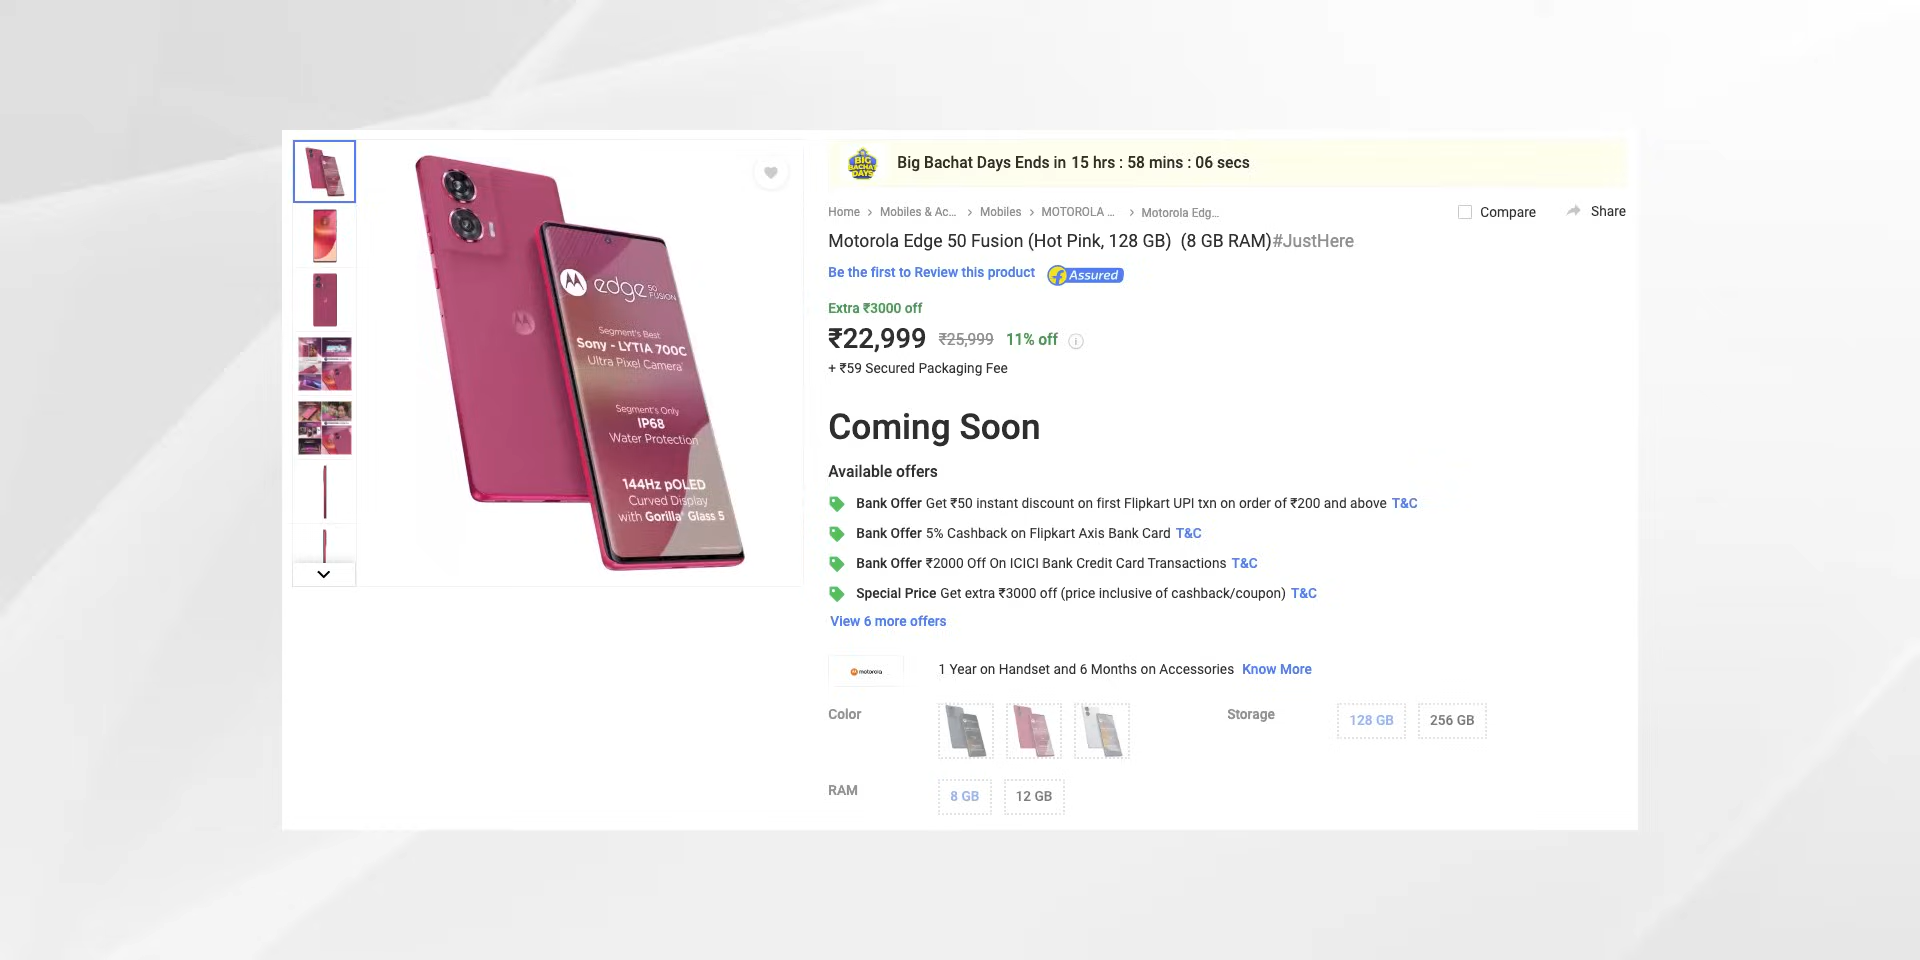 BIG BACHAT DAYS
Big Bachat Days Ends in 15 hrs : 58 mins : 06 secs
Home > Mobiles & Ac... > Mobiles > MOTOROLA ... > Motorola Edg...
Compare
Share
Motorola Edge 50 Fusion (Hot Pink, 128 GB) (8 GB RAM)#JustHere
Be the first to Review this product
Assured
Extra ₹3000 off
₹22,999 ₹25,999 11% off
+ ₹59 Secured Packaging Fee
Coming Soon
Available offers
Bank Offer Get ₹50 instant discount on first Flipkart UPI txn on order of ₹200 and above T&C
Bank Offer 5% Cashback on Flipkart Axis Bank Card T&C
Bank Offer ₹2000 Off On ICICI Bank Credit Card Transactions T&C
Special Price Get extra ₹3000 off (price inclusive of cashback/coupon) T&C
View 6 more offers
motorola
1 Year on Handset and 6 Months on Accessories Know More
Color
Storage
128 GB
256 GB
RAM
8 GB
12 GB
edge 50 FUSION
Segment's Best
Sony - LYTIA 700C
Ultra Pixel Camera
Segment's Only
IP68
Water Protection
144Hz pOLED
Curved Display
with Gorilla® Glass 5